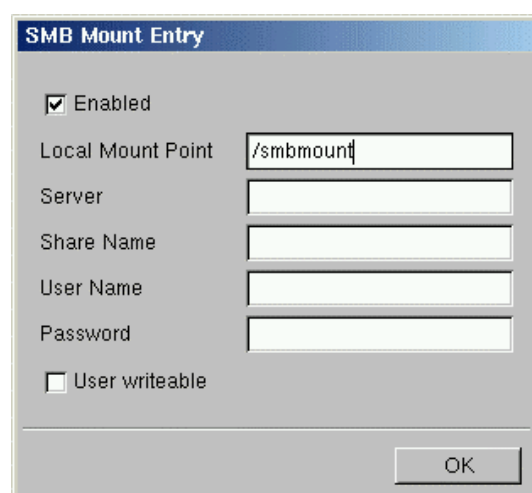 SMB Mount Entry
Enabled
Local Mount Point /smbmount
Server
Share Name
User Name
Password
User writeable
OK